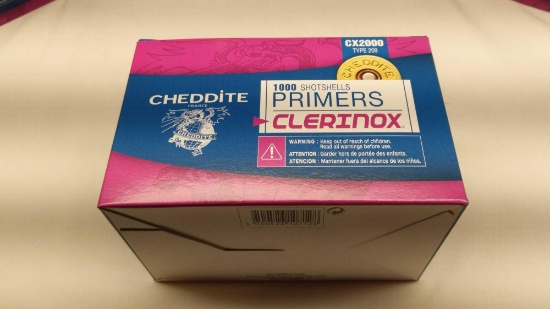 CX2000
TYPE 209
CHEDDITE
1000 SHOTSHELLS
PRIMERS
CLERINOX
CHEDDITE
FRANCE
CHEDDITE
WARNING : Keep out of reach of children.
Read all warnings before use.
ATTENTION : Garder hors de portée des enfants.
ATENCION : Mantener fuera del alcance de los niños.